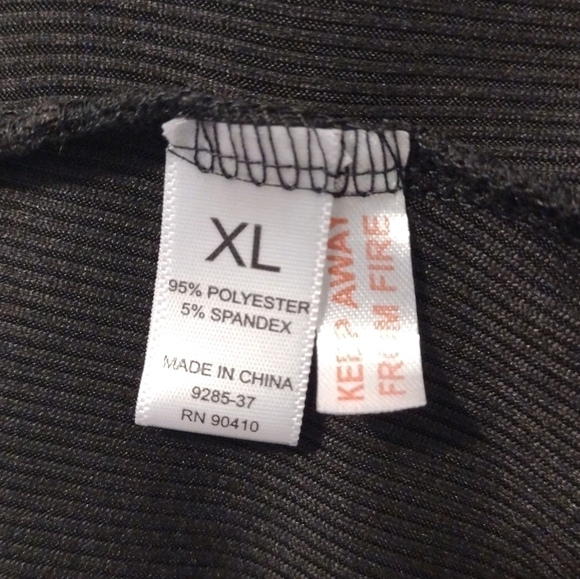 XL
95% POLYESTER
5% SPANDEX
MADE IN CHINA
9285-37
RN 90410
KEEP AWAY
FROM FIRE